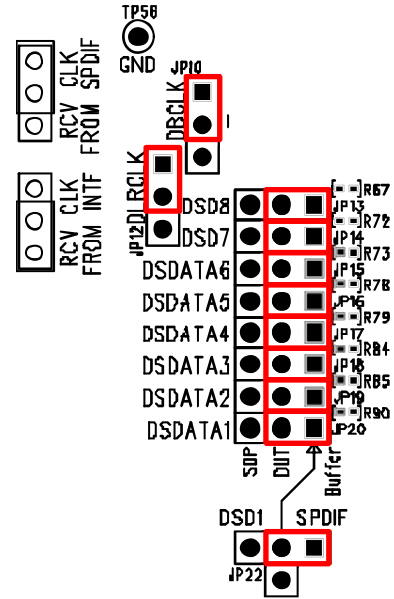 TP58
GND
RCV CLK
FROM SPDIF
JP10
DBCLK
RCV CLK
FROM INTF
JP12
DLRCLK
DSD8
R67
JP13
DSD7
R72
JP14
DSDATA6
R73
JP15
DSDATA5
R78
JP16
DSDATA4
R79
JP17
DSDATA3
R84
JP18
DSDATA2
R85
JP19
DSDATA1
R90
JP20
SDP
DUT
Buffer
DSD1
SPDIF
JP22